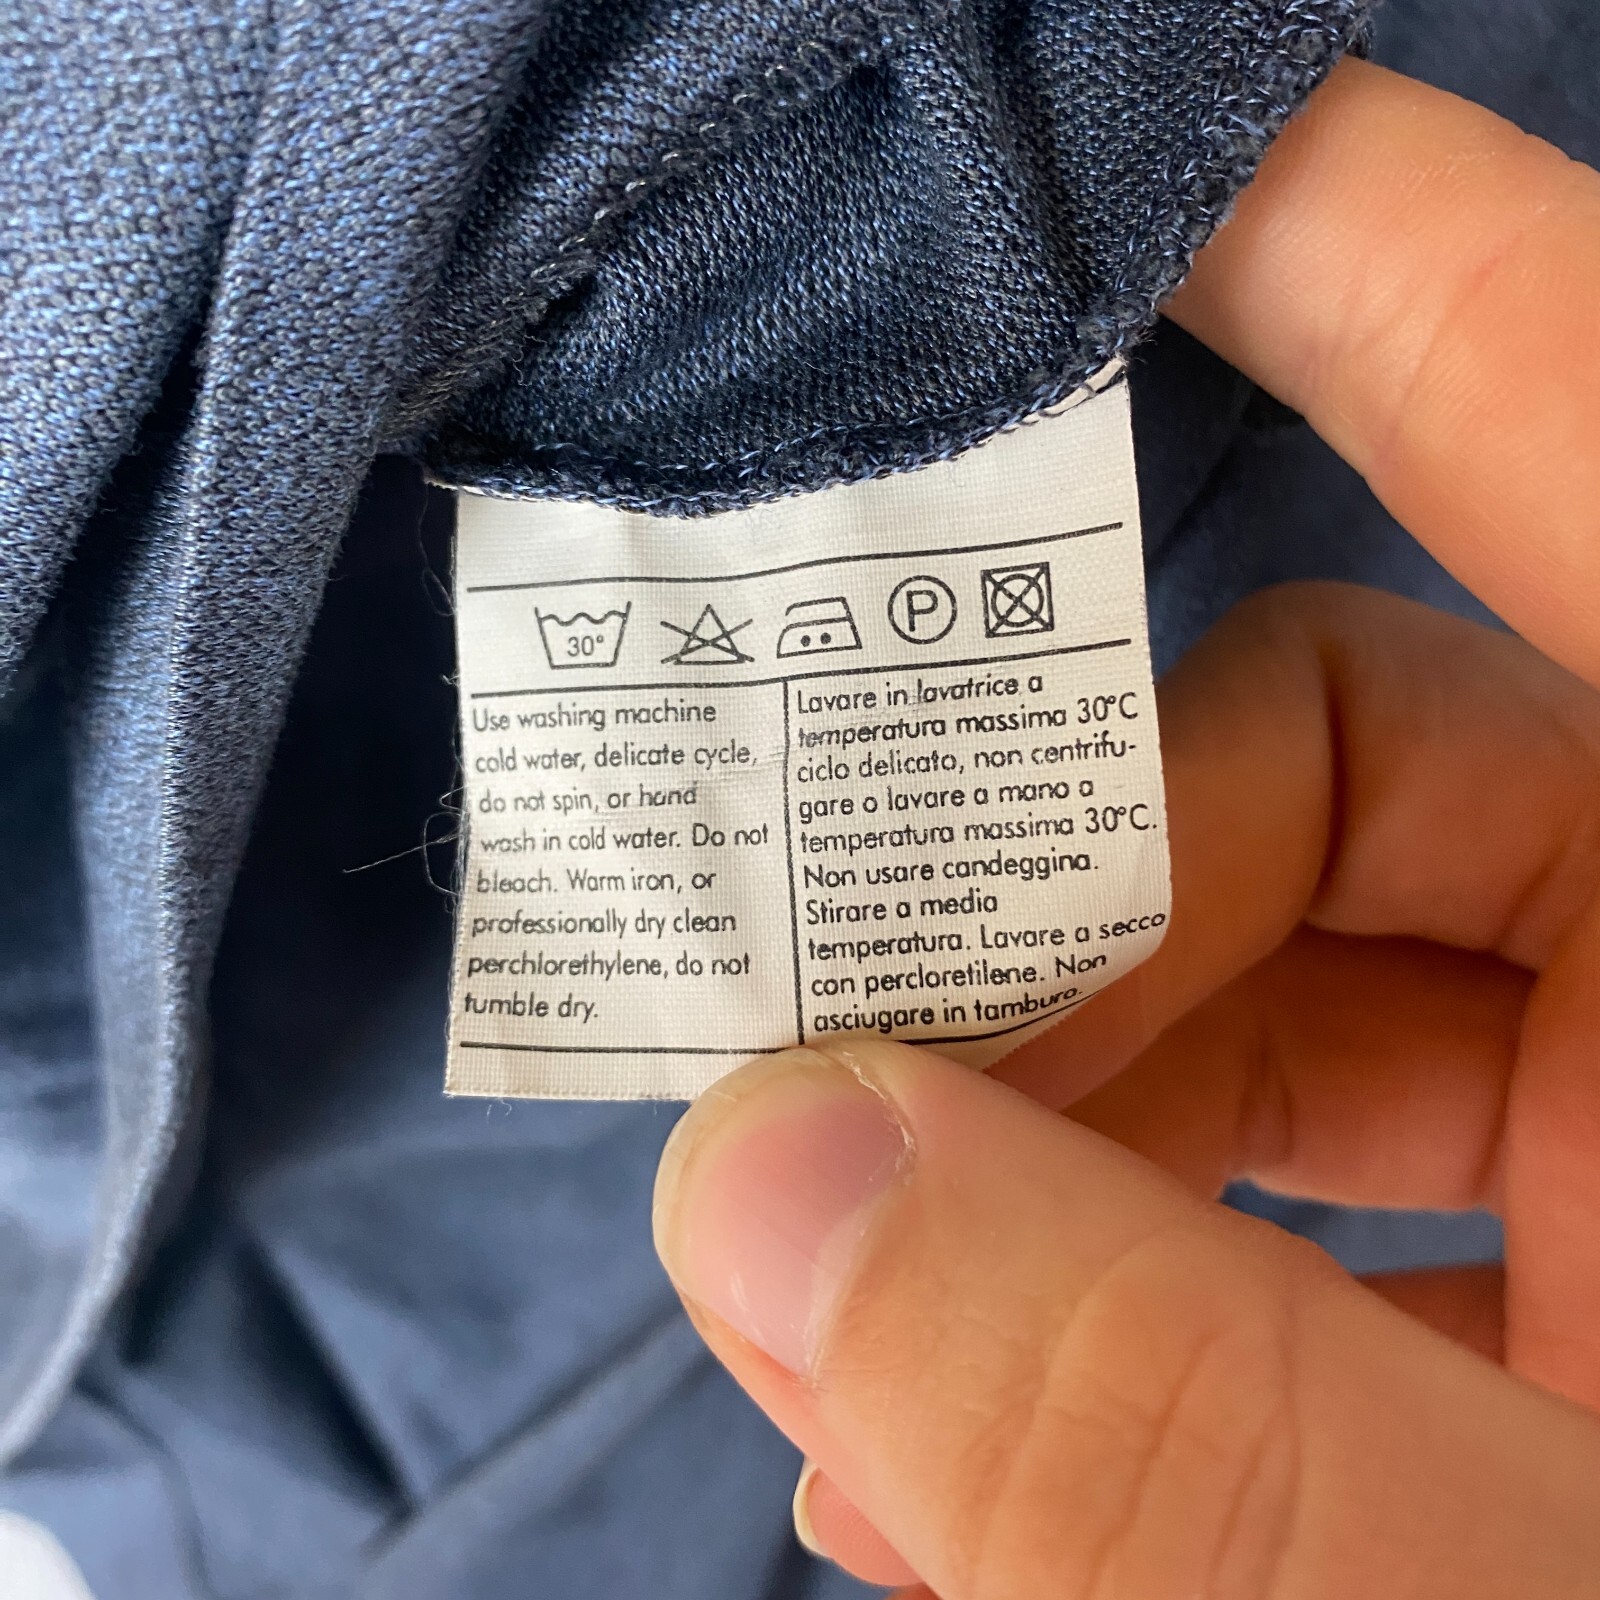 30°
P
Use washing machine
cold water, delicate cycle,
do not spin, or hand
wash in cold water. Do not
bleach. Warm iron, or
professionally dry clean
perchlorethylene, do not
tumble dry.
Lavare in lavatrice a
temperatura massima 30°C
ciclo delicato, non centrifu-
gare o lavare a mano a
temperatura massima 30°C.
Non usare candeggina.
Stirare a media
temperatura. Lavare a secco
con percloretilene. Non
asciugare in tamburo.